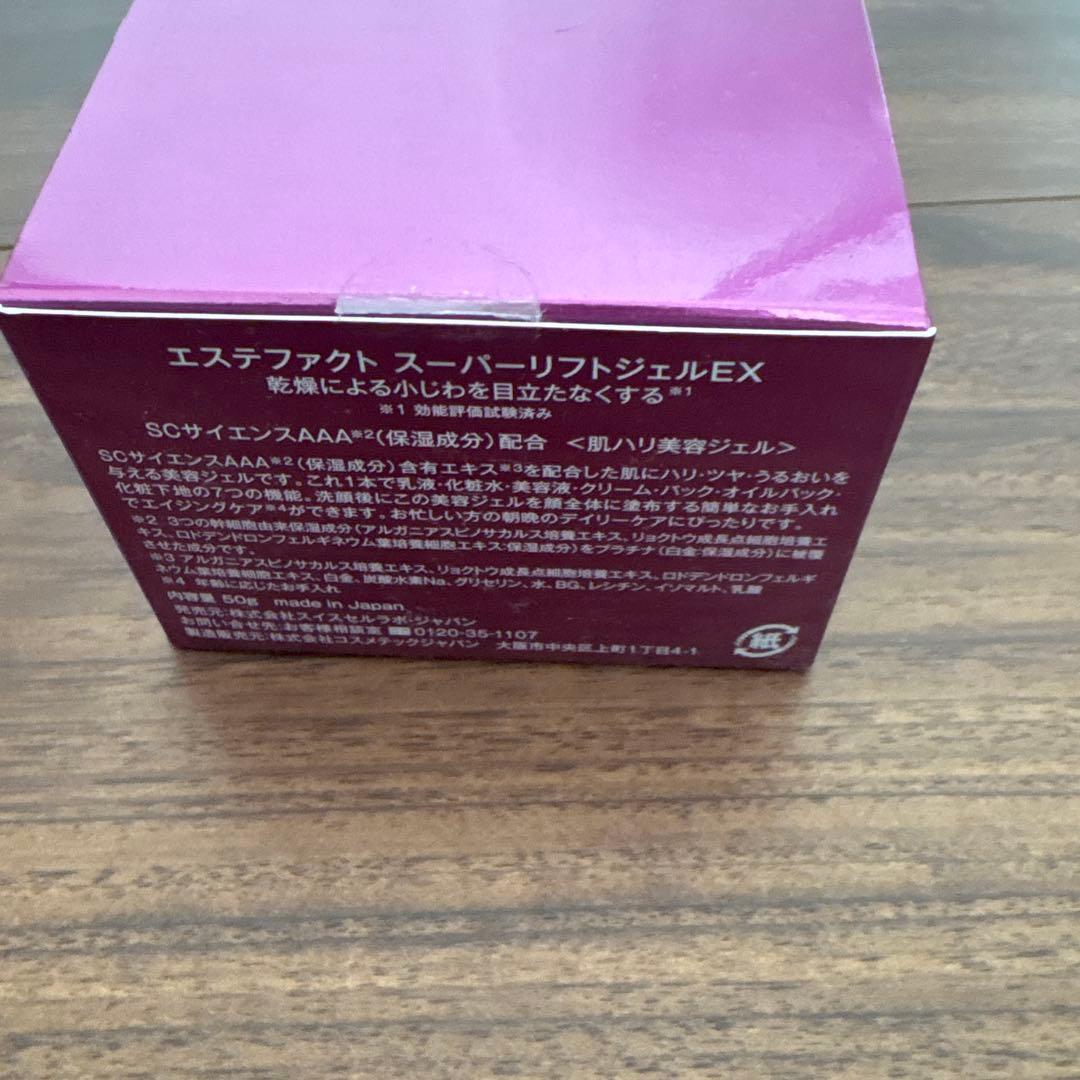 エステファクト スーパーリフトジェルEX
乾燥による小じわを目立たなくする※1
※1 効能評価試験済み
SCサイエンスAAA※2(保湿成分)配合 <肌ハリ美容ジェル>
SCサイエンスAAA※2(保湿成分)含有エキス※3を配合した肌にハリ・ツヤ・うるおいを
与える美容ジェルです。これ1本で乳液・化粧水・美容液・クリーム・パック・オイルパック・
化粧下地の7つの機能。洗顔後にこの美容ジェルを顔全体に塗布する簡単なお手入れ
でエイジングケア※4ができます。お忙しい方の朝晩のデイリーケアにぴったりです。
※2 3つの幹細胞由来保湿成分(アルガニアスピノサカルス培養エキス、リョクトウ成長点細胞培養エ
キス、ロドデンドロンフェルギネウム葉培養細胞エキス:保湿成分)をプラチナ(白金:保湿成分)に被覆
させた成分です。
※3 アルガニアスピノサカルス培養エキス、リョクトウ成長点細胞培養エキス、ロドデンドロンフェルギ
ネウム葉培養細胞エキス、白金、炭酸水素Na、グリセリン、水、BG、レシチン、イソマルト、乳酸
※4 年齢に応じたお手入れ
内容量 50g made in Japan
発売元:株式会社スイスセルラボ・ジャパン
お問い合せ先:お客様相談室 0120-35-1107
製造販売元:株式会社コスメテックジャパン 大阪市中央区上町1丁目4-1
紙